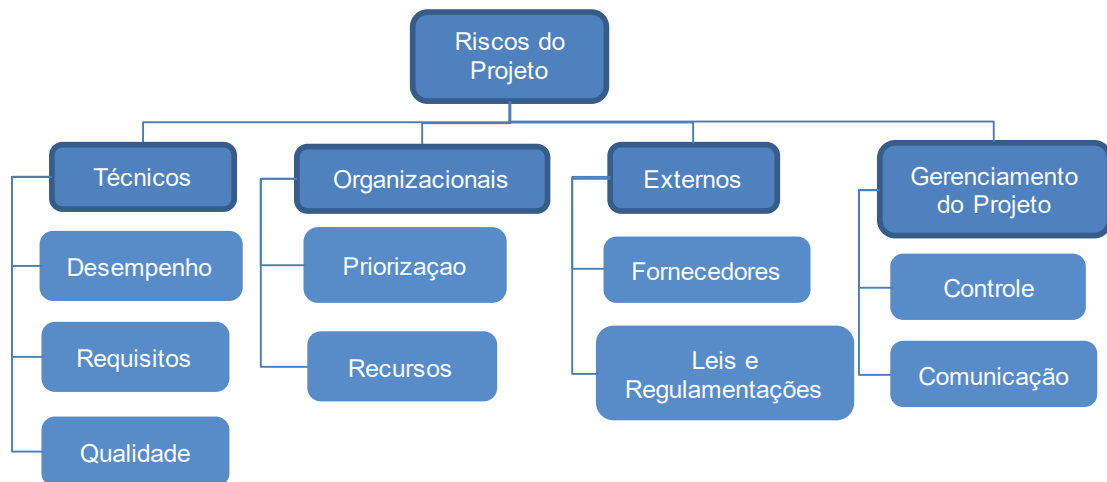 Riscos do
Projeto
Técnicos
Desempenho
Requisitos
Qualidade
Organizacionais
Priorizaçao
Recursos
Externos
Fornecedores
Leis e
Regulamentações
Gerenciamento
do Projeto
Controle
Comunicação